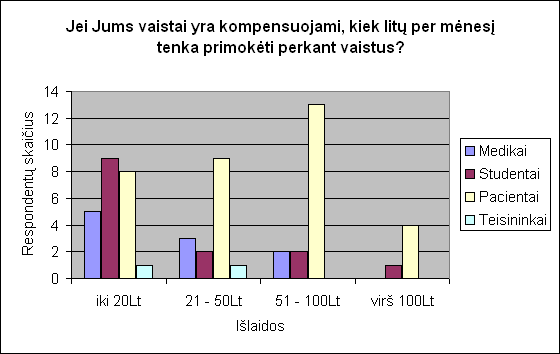 Jei Jums vaistai yra kompensuojami, kiek litų per mėnesį
tenka primokėti perkant vaistus?
Respondentų skaičius
14
12
10
8
6
4
2
0
iki 20Lt
21 - 50Lt
51 - 100Lt
virš 100Lt
Išlaidos
Medikai
Studentai
Pacientai
Teisininkai